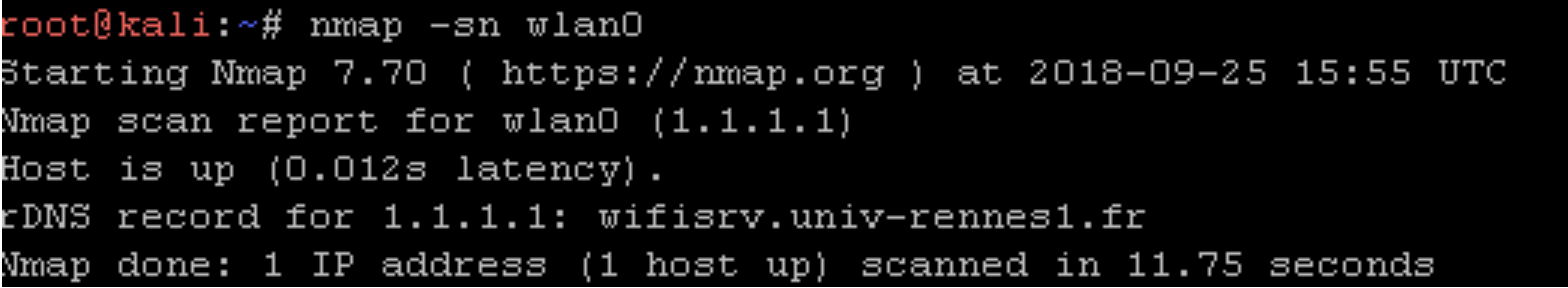 root@kali:~# nmap -sn wlan0
Starting Nmap 7.70 ( https://nmap.org ) at 2018-09-25 15:55 UTC
Nmap scan report for wlan0 (1.1.1.1)
Host is up (0.012s latency).
rDNS record for 1.1.1.1: wifisrv.univ-rennes1.fr
Nmap done: 1 IP address (1 host up) scanned in 11.75 seconds